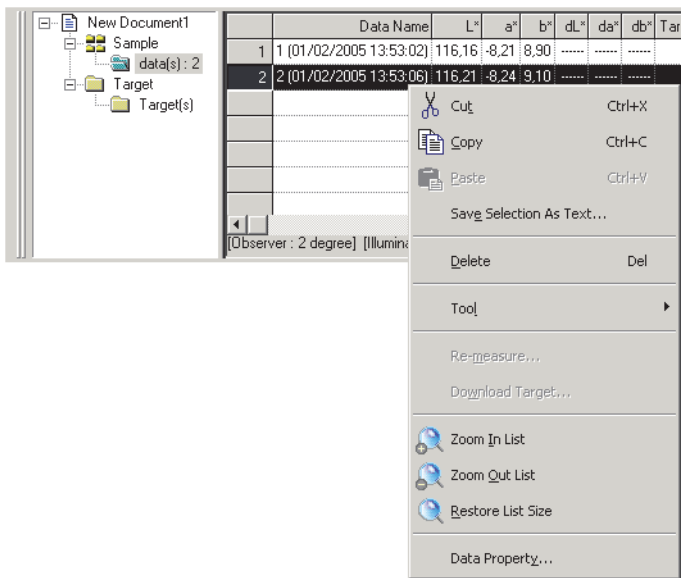 New Document1
Sample
data(s) : 2
Target
Target(s)
Data Name L* a* b* dL* da* db* Tar
1 1 (01/02/2005 13:53:02) 116,16 -8,21 8,90 ----- ----- -----
2 2 (01/02/2005 13:53:06) 116,21 -8,24 9,10 ----- ----- -----
[Observer : 2 degree] [Illumina
Cut Ctrl+X
Copy Ctrl+C
Paste Ctrl+V
Save Selection As Text...
Delete Del
Tool
Re-measure...
Download Target...
Zoom In List
Zoom Out List
Restore List Size
Data Property...